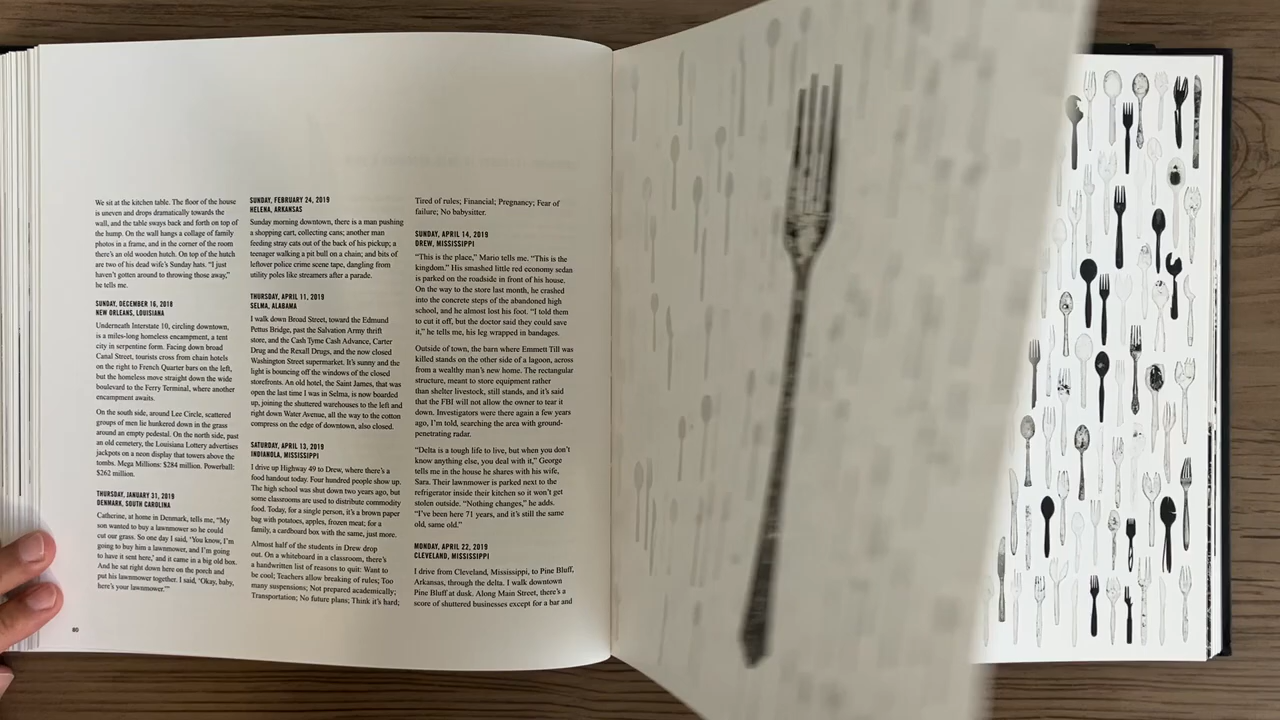 We sit at the kitchen table. The floor of the house
is uneven and drops dramatically towards the
wall, and the table sways back and forth on top of
the hump. On the wall hangs a collage of family
photos in a frame, and in the corner of the room
there's an old wooden hutch. On top of the hutch
are two of his dead wife's Sunday hats. "I just
haven't gotten around to throwing those away,"
he tells me.
SUNDAY, DECEMBER 16, 2018
NEW ORLEANS, LOUISIANA
Underneath Interstate 10, circling downtown,
is a miles-long homeless encampment, a tent
city in serpentine form. Facing down broad
Canal Street, tourists cross from chain hotels
on the right to French Quarter bars on the left,
but the homeless move straight down the wide
boulevard to the Ferry Terminal, where another
encampment awaits.
On the south side, around Lee Circle, scattered
groups of men lie hunkered down in the grass
around an empty pedestal. On the north side, past
an old cemetery, the Louisiana Lottery advertises
jackpots on a neon display that towers above the
tombs. Mega Millions: $284 million. Powerball:
$262 million.
THURSDAY, JANUARY 31, 2019
DENMARK, SOUTH CAROLINA
Catherine, at home in Denmark, tells me, "My
son wanted to buy a lawnmower so he could
cut our grass. So one day I said, 'You know, I'm
going to buy him a lawnmower, and I'm going
to have it sent here,' and it came in a big old box.
And he sat right down here on the porch and
put his lawnmower together. I said, 'Okay, baby,
here's your lawnmower.'"
80
SUNDAY, FEBRUARY 24, 2019
HELENA, ARKANSAS
Sunday morning downtown, there is a man pushing
a shopping cart, collecting cans; another man
feeding stray cats out of the back of his pickup; a
teenager walking a pit bull on a chain; and bits of
leftover police crime scene tape, dangling from
utility poles like streamers after a parade.
THURSDAY, APRIL 11, 2019
SELMA, ALABAMA
I walk down Broad Street, toward the Edmund
Pettus Bridge, past the Salvation Army thrift
store, and the Cash Tyme Cash Advance, Carter
Drug and the Rexall Drugs, and the now closed
Washington Street supermarket. It's sunny and the
light is bouncing off the windows of the closed
storefronts. An old hotel, the Saint James, that was
open the last time I was in Selma, is now boarded
up, joining the shuttered warehouses to the left and
right down Water Avenue, all the way to the cotton
compress on the edge of downtown, also closed.
SATURDAY, APRIL 13, 2019
INDIANOLA, MISSISSIPPI
I drive up Highway 49 to Drew, where there's a
food handout today. Four hundred people show up.
The high school was shut down two years ago, but
some classrooms are used to distribute commodity
food. Today, for a single person, it's a brown paper
bag with potatoes, apples, frozen meat; for a
family, a cardboard box with the same, just more.
Almost half of the students in Drew drop
out. On a whiteboard in a classroom, there's
a handwritten list of reasons to quit: Want to
be cool; Teachers allow breaking of rules; Too
many suspensions; Not prepared academically;
Transportation; No future plans; Think it's hard;
Tired of rules; Financial; Pregnancy; Fear of
failure; No babysitter.
SUNDAY, APRIL 14, 2019
DREW, MISSISSIPPI
"This is the place," Mario tells me. "This is the
kingdom." His smashed little red economy sedan
is parked on the roadside in front of his house.
On the way to the store last month, he crashed
into the concrete steps of the abandoned high
school, and he almost lost his foot. "I told them
to cut it off, but the doctor said they could save
it," he tells me, his leg wrapped in bandages.
Outside of town, the barn where Emmett Till was
killed stands on the other side of a lagoon, across
from a wealthy man's new home. The rectangular
structure, meant to store equipment rather
than shelter livestock, still stands, and it's said
that the FBI will not allow the owner to tear it
down. Investigators were there again a few years
ago, I'm told, searching the area with ground-
penetrating radar.
"Delta is a tough life to live, but when you don't
know anything else, you deal with it," George
tells me in the house he shares with his wife,
Sara. Their lawnmower is parked next to the
refrigerator inside their kitchen so it won't get
stolen outside. "Nothing changes," he adds.
"I've been here 71 years, and it's still the same
old, same old."
MONDAY, APRIL 22, 2019
CLEVELAND, MISSISSIPPI
I drive from Cleveland, Mississippi, to Pine Bluff,
Arkansas, through the delta. I walk downtown
Pine Bluff at dusk. Along Main Street, there's a
score of shuttered businesses except for a bar and